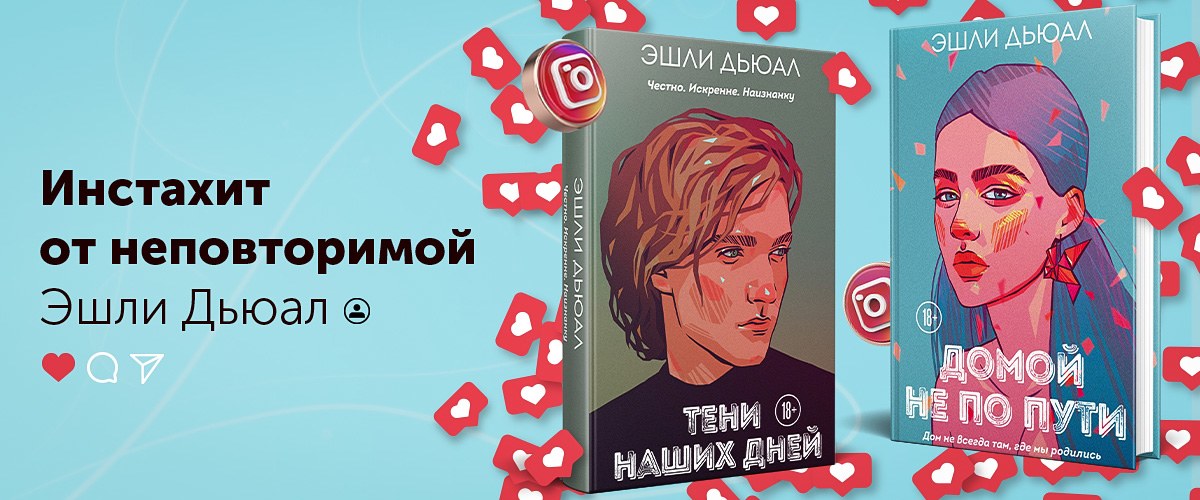 Инстахит
от неповторимой
Эшли Дьюал
ЭШЛИ ДЬЮАЛ
Честно. Искренне. Наизнанку
ЭШЛИ ДЬЮАЛ
Честно. Искренне. Наизнанку
ТЕНИ
18+
НАШИХ ДНЕЙ
ЭШЛИ ДЬЮАЛ
18+
ДОМОЙ
НЕ ПО ПУТИ
Дом не всегда там, где мы родились